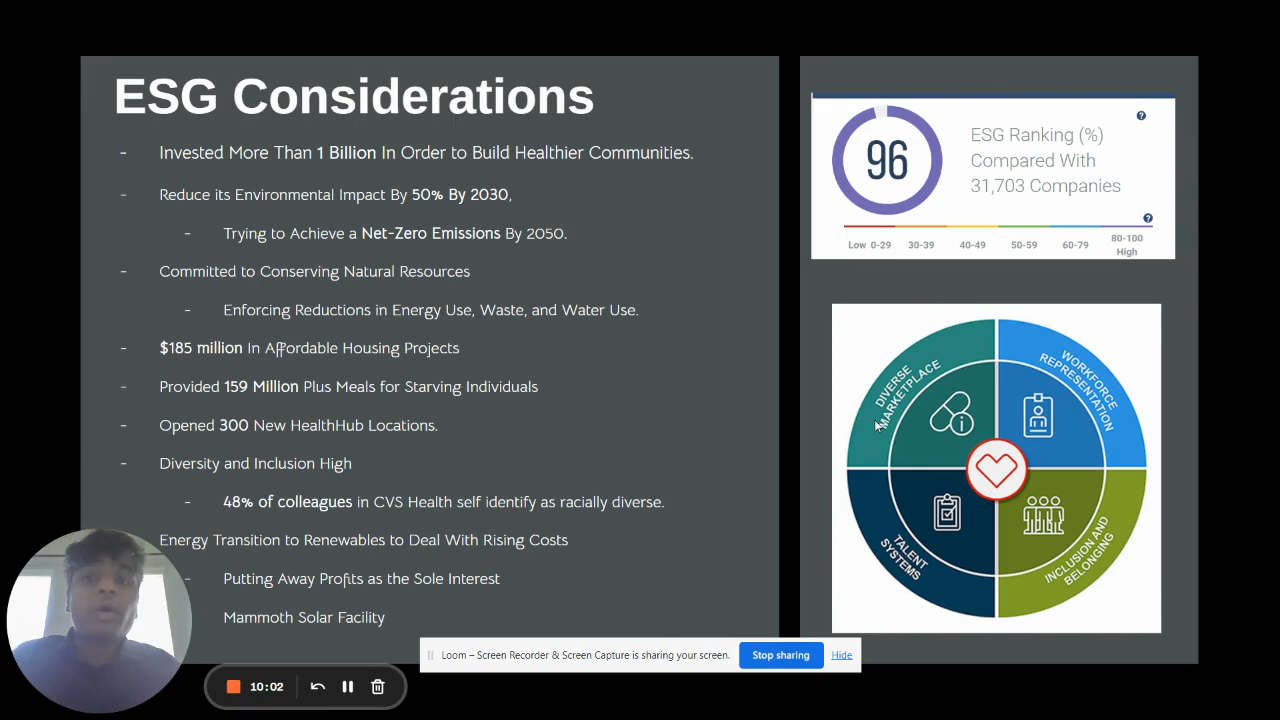 ESG Considerations
- Invested More Than 1 Billion In Order to Build Healthier Communities.
- Reduce its Environmental Impact By 50% By 2030,
- Trying to Achieve a Net-Zero Emissions By 2050.
- Committed to Conserving Natural Resources
- Enforcing Reductions in Energy Use, Waste, and Water Use.
- $185 million In Affordable Housing Projects
- Provided 159 Million Plus Meals for Starving Individuals
- Opened 300 New HealthHub Locations.
- Diversity and Inclusion High
- 48% of colleagues in CVS Health self identify as racially diverse.
Energy Transition to Renewables to Deal With Rising Costs
- Putting Away Profits as the Sole Interest
Mammoth Solar Facility
96
ESG Ranking (%)
Compared With
31,703 Companies
?
?
Low 0-29 30-39 40-49 50-59 60-79 80-100
High
DIVERSE
MARKETPLACE
WORKFORCE
REPRESENTATION
i
TALENT
SYSTEMS
INCLUSION AND
BELONGING
Loom – Screen Recorder & Screen Capture is sharing your screen. Stop sharing Hide
10:02